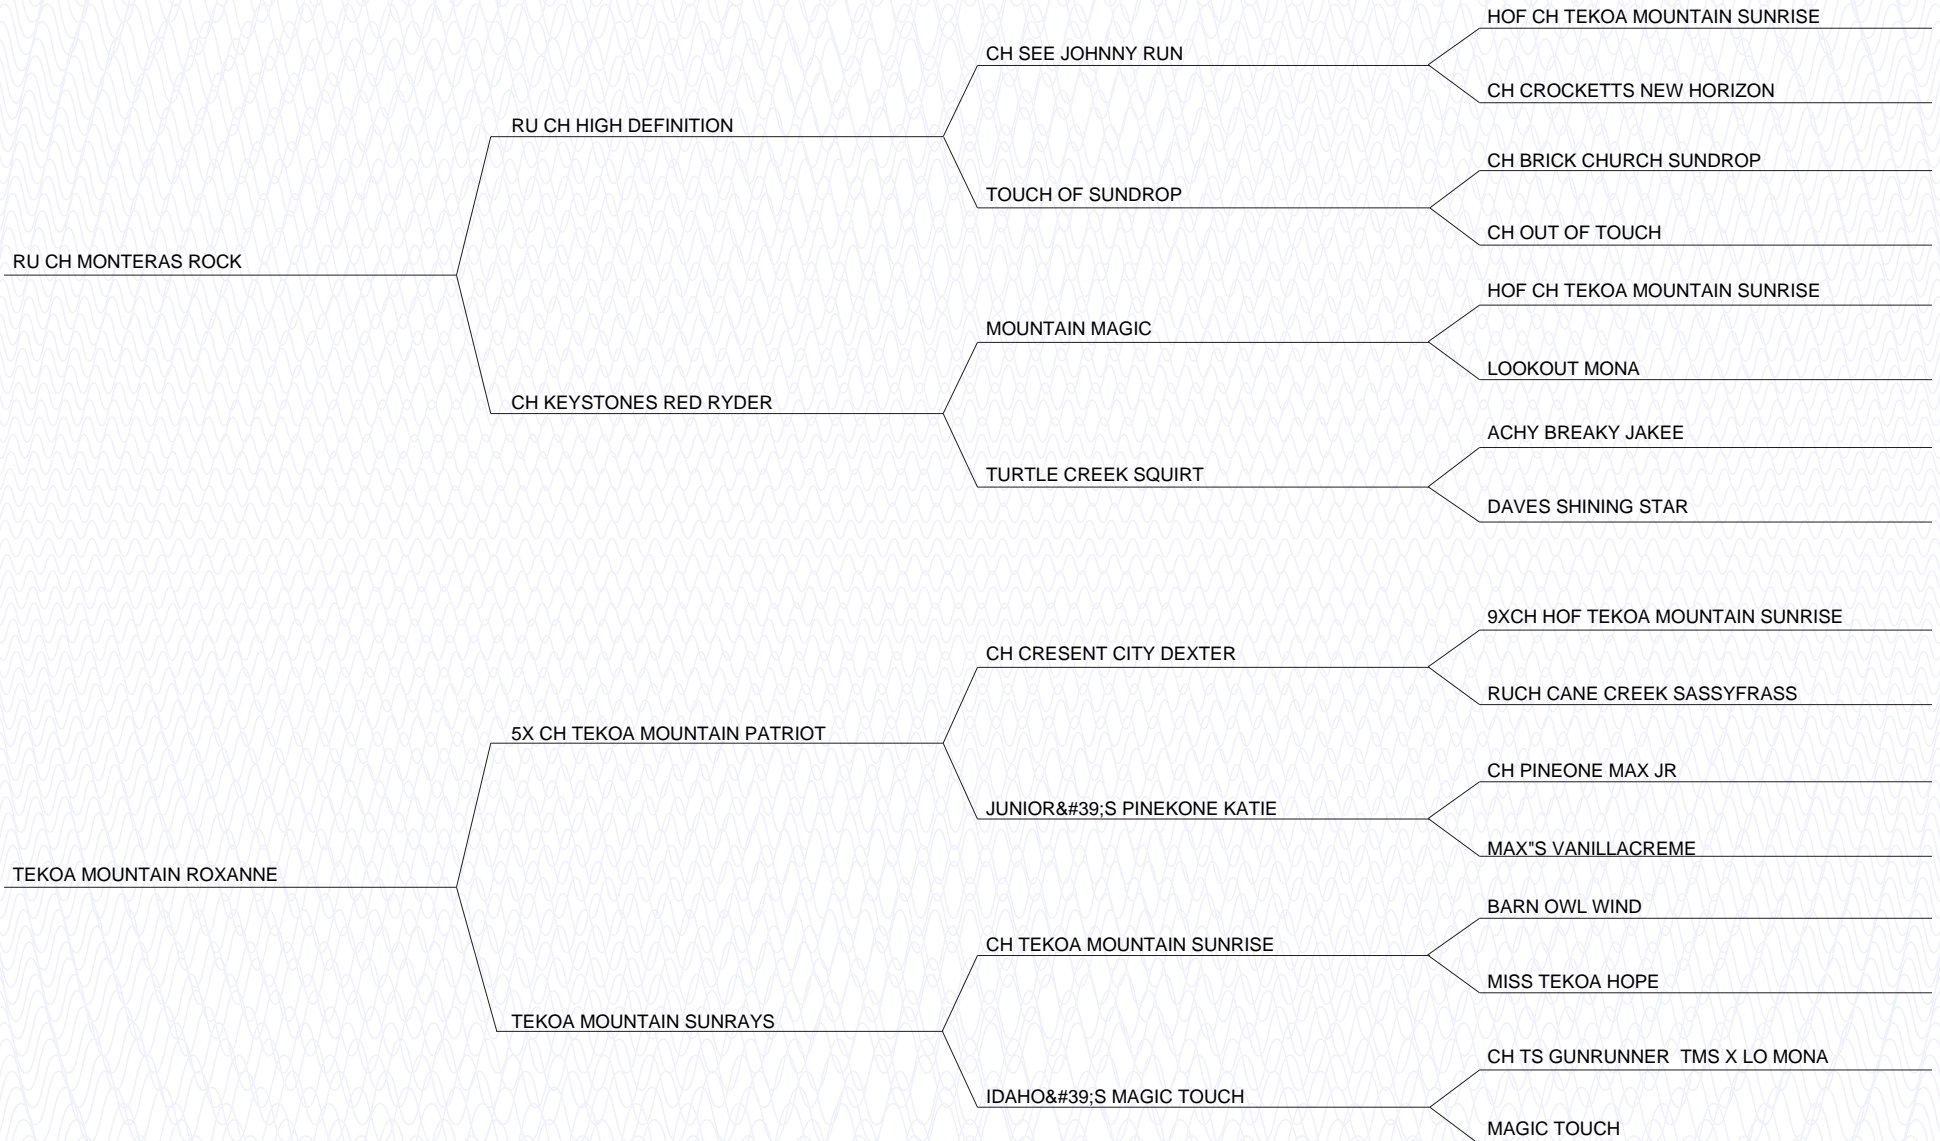 HOF CH TEKOA MOUNTAIN SUNRISE
CH SEE JOHNNY RUN
CH CROCKETTS NEW HORIZON
RU CH HIGH DEFINITION
CH BRICK CHURCH SUNDROP
TOUCH OF SUNDROP
CH OUT OF TOUCH
RU CH MONTERAS ROCK
HOF CH TEKOA MOUNTAIN SUNRISE
MOUNTAIN MAGIC
LOOKOUT MONA
CH KEYSTONES RED RYDER
ACHY BREAKY JAKEE
TURTLE CREEK SQUIRT
DAVES SHINING STAR
9XCH HOF TEKOA MOUNTAIN SUNRISE
CH CRESENT CITY DEXTER
RUCH CANE CREEK SASSYFRASS
5X CH TEKOA MOUNTAIN PATRIOT
CH PINEONE MAX JR
JUNIOR&#39;S PINEKONE KATIE
MAX"S VANILLACREME
TEKOA MOUNTAIN ROXANNE
BARN OWL WIND
CH TEKOA MOUNTAIN SUNRISE
MISS TEKOA HOPE
TEKOA MOUNTAIN SUNRAYS
CH TS GUNRUNNER  TMS X LO MONA
IDAHO&#39;S MAGIC TOUCH
MAGIC TOUCH